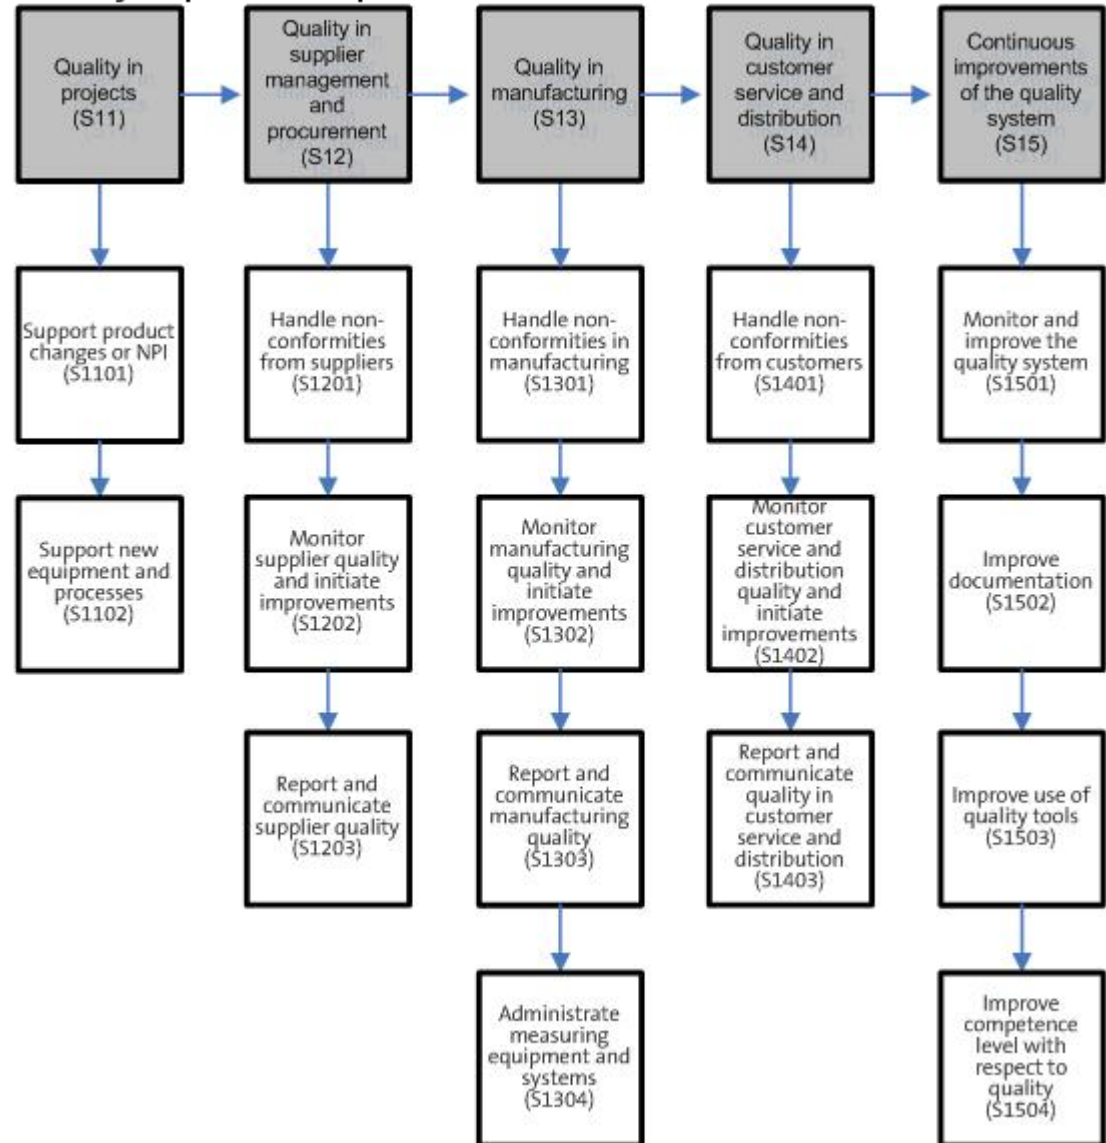 Quality in
projects
(S11)
Quality in
supplier
management
and
procurement
(S12)
Quality in
manufacturing
(S13)
Quality in
customer
service and
distribution
(S14)
Continuous
improvements
of the quality
system
(S15)
Support product
changes or NPI
(S1101)
Handle non-
conformities
from suppliers
(S1201)
Handle non-
conformities in
manufacturing
(S1301)
Handle non-
conformities
from customers
(S1401)
Monitor and
improve the
quality system
(S1501)
Support new
equipment and
processes
(S1102)
Monitor
supplier quality
and initiate
improvements
(S1202)
Monitor
manufacturing
quality and
initiate
improvements
(S1302)
Monitor
customer
service and
distribution
quality and
initiate
improvements
(S1402)
Improve
documentation
(S1502)
Report and
communicate
supplier quality
(S1203)
Report and
communicate
manufacturing
quality
(S1303)
Report and
communicate
quality in
customer
service and
distribution
(S1403)
Improve use of
quality tools
(S1503)
Administrate
measuring
equipment and
systems
(S1304)
Improve
competence
level with
respect to
quality
(S1504)